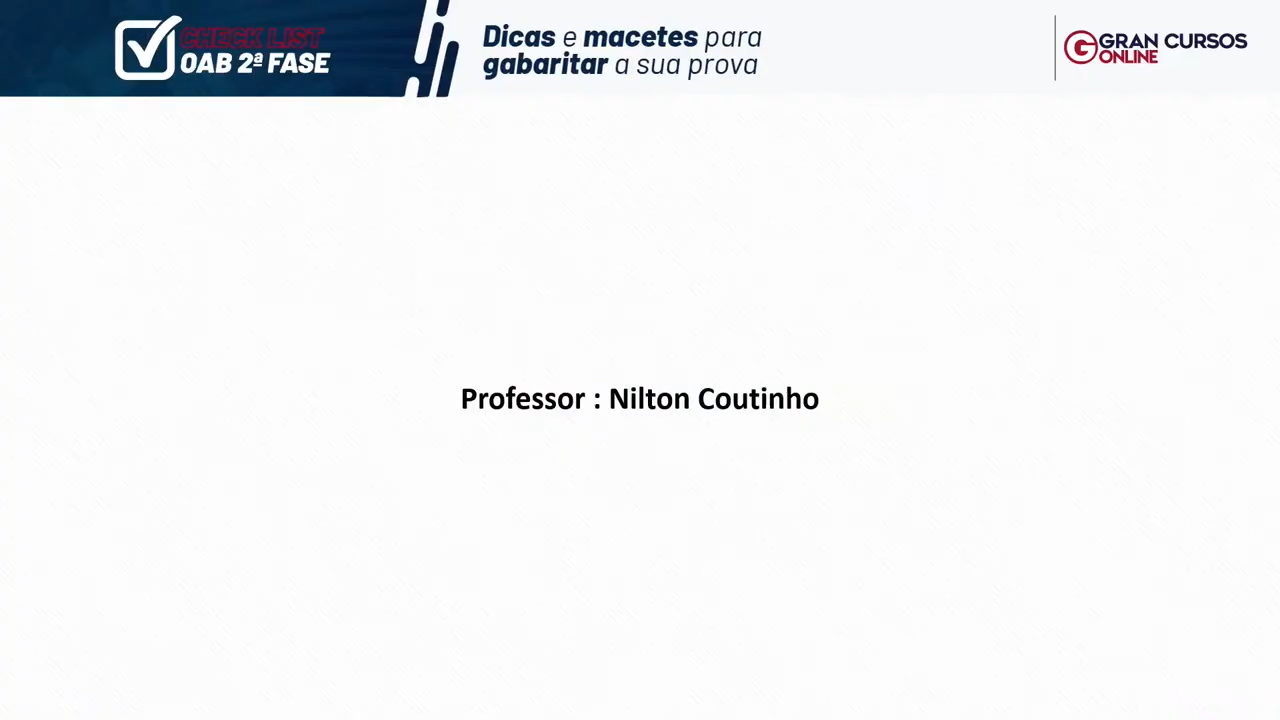 CHECK LIST
OAB 2ª FASE
Dicas e macetes para
gabaritar a sua prova
GRAN CURSOS
ONLINE
Professor : Nilton Coutinho